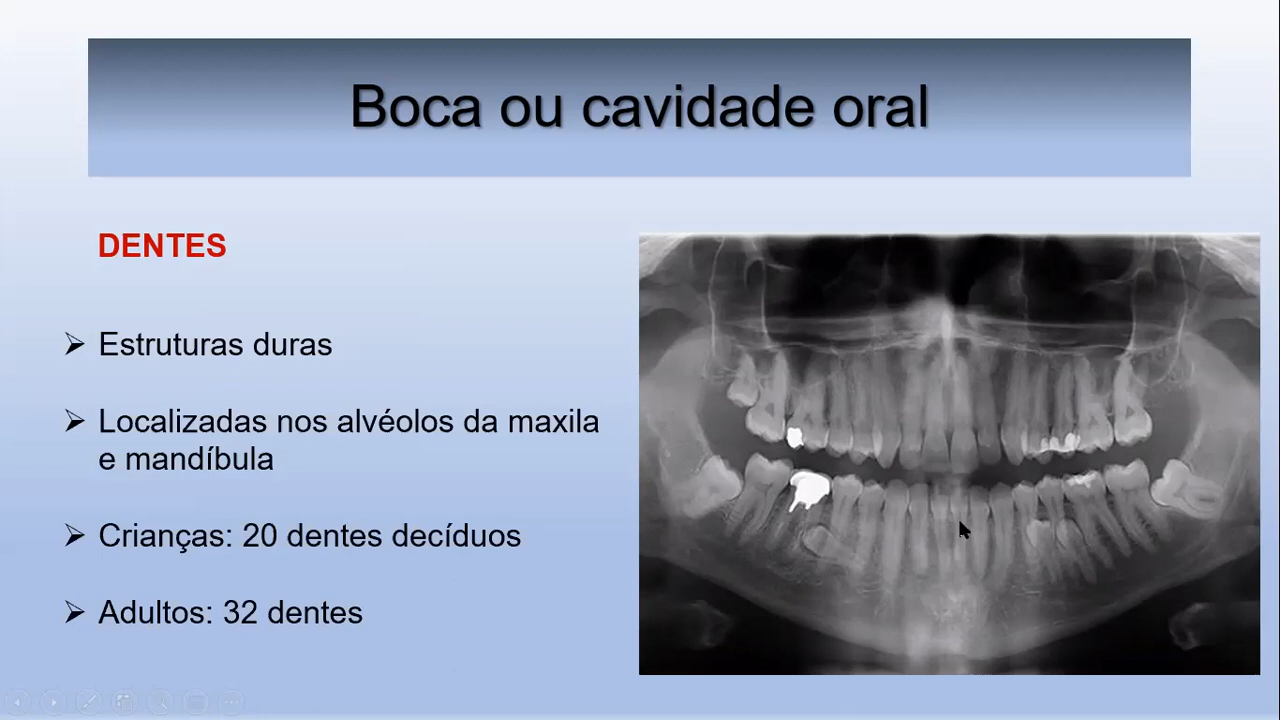 Boca ou cavidade oral
DENTES
➢ Estruturas duras
➢ Localizadas nos alvéolos da maxila
e mandíbula
➢ Crianças: 20 dentes decíduos
➢ Adultos: 32 dentes